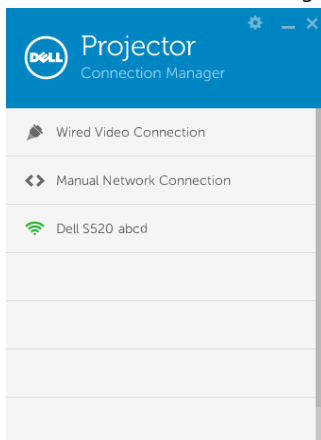 DELL
Projector
Connection Manager
Wired Video Connection
Manual Network Connection
Dell S520 abcd